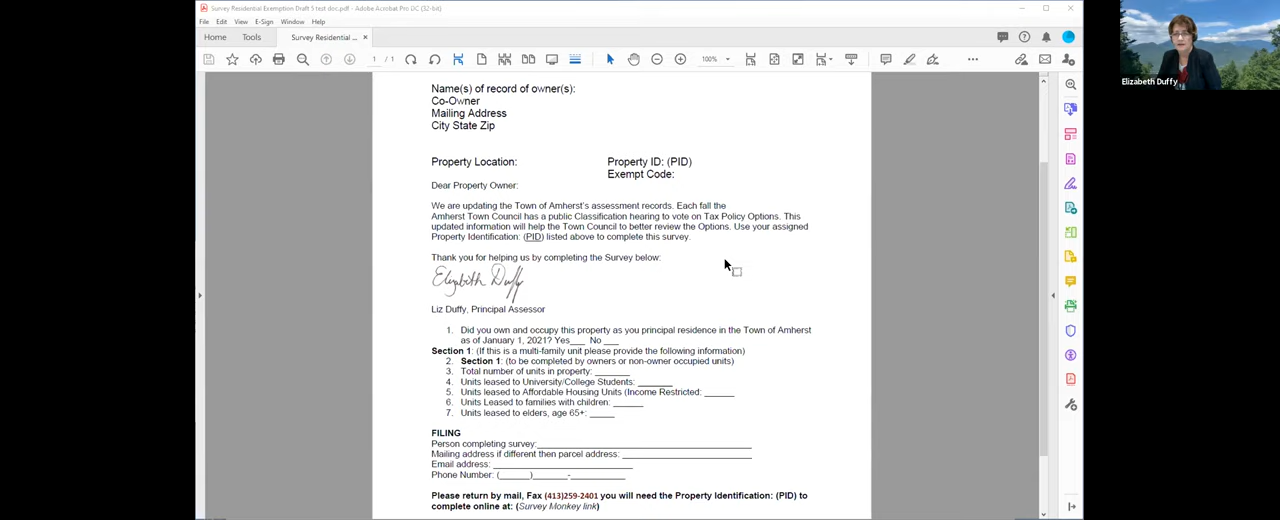 Survey Residential Exemption Draft 5 test doc.pdf - Adobe Acrobat Pro DC (32-bit)
File Edit View E-Sign Window Help
Home Tools Survey Residential ... ×
1 / 1 100%
Elizabeth Duffy
Name(s) of record of owner(s):
Co-Owner
Mailing Address
City State Zip
Property Location: Property ID: (PID)
Exempt Code:
Dear Property Owner:
We are updating the Town of Amherst's assessment records. Each fall the
Amherst Town Council has a public Classification hearing to vote on Tax Policy Options. This
updated information will help the Town Council to better review the Options. Use your assigned
Property Identification: (PID) listed above to complete this survey.
Thank you for helping us by completing the Survey below:
Elizabeth Duffy
Liz Duffy, Principal Assessor
1. Did you own and occupy this property as you principal residence in the Town of Amherst
as of January 1, 2021? Yes___ No ___
Section 1: (If this is a multi-family unit please provide the following information)
2. Section 1: (to be completed by owners or non-owner occupied units)
3. Total number of units in property: _______
4. Units leased to University/College Students: _______
5. Units leased to Affordable Housing Units (Income Restricted: ______
6. Units Leased to families with children: ______
7. Units leased to elders, age 65+: _____
FILING
Person completing survey:____________________________________________
Mailing address if different then parcel address: __________________________
Email address: ____________________________
Phone Number: (______)_______-___________
Please return by mail, Fax (413)259-2401 you will need the Property Identification: (PID) to
complete online at: (Survey Monkey link)